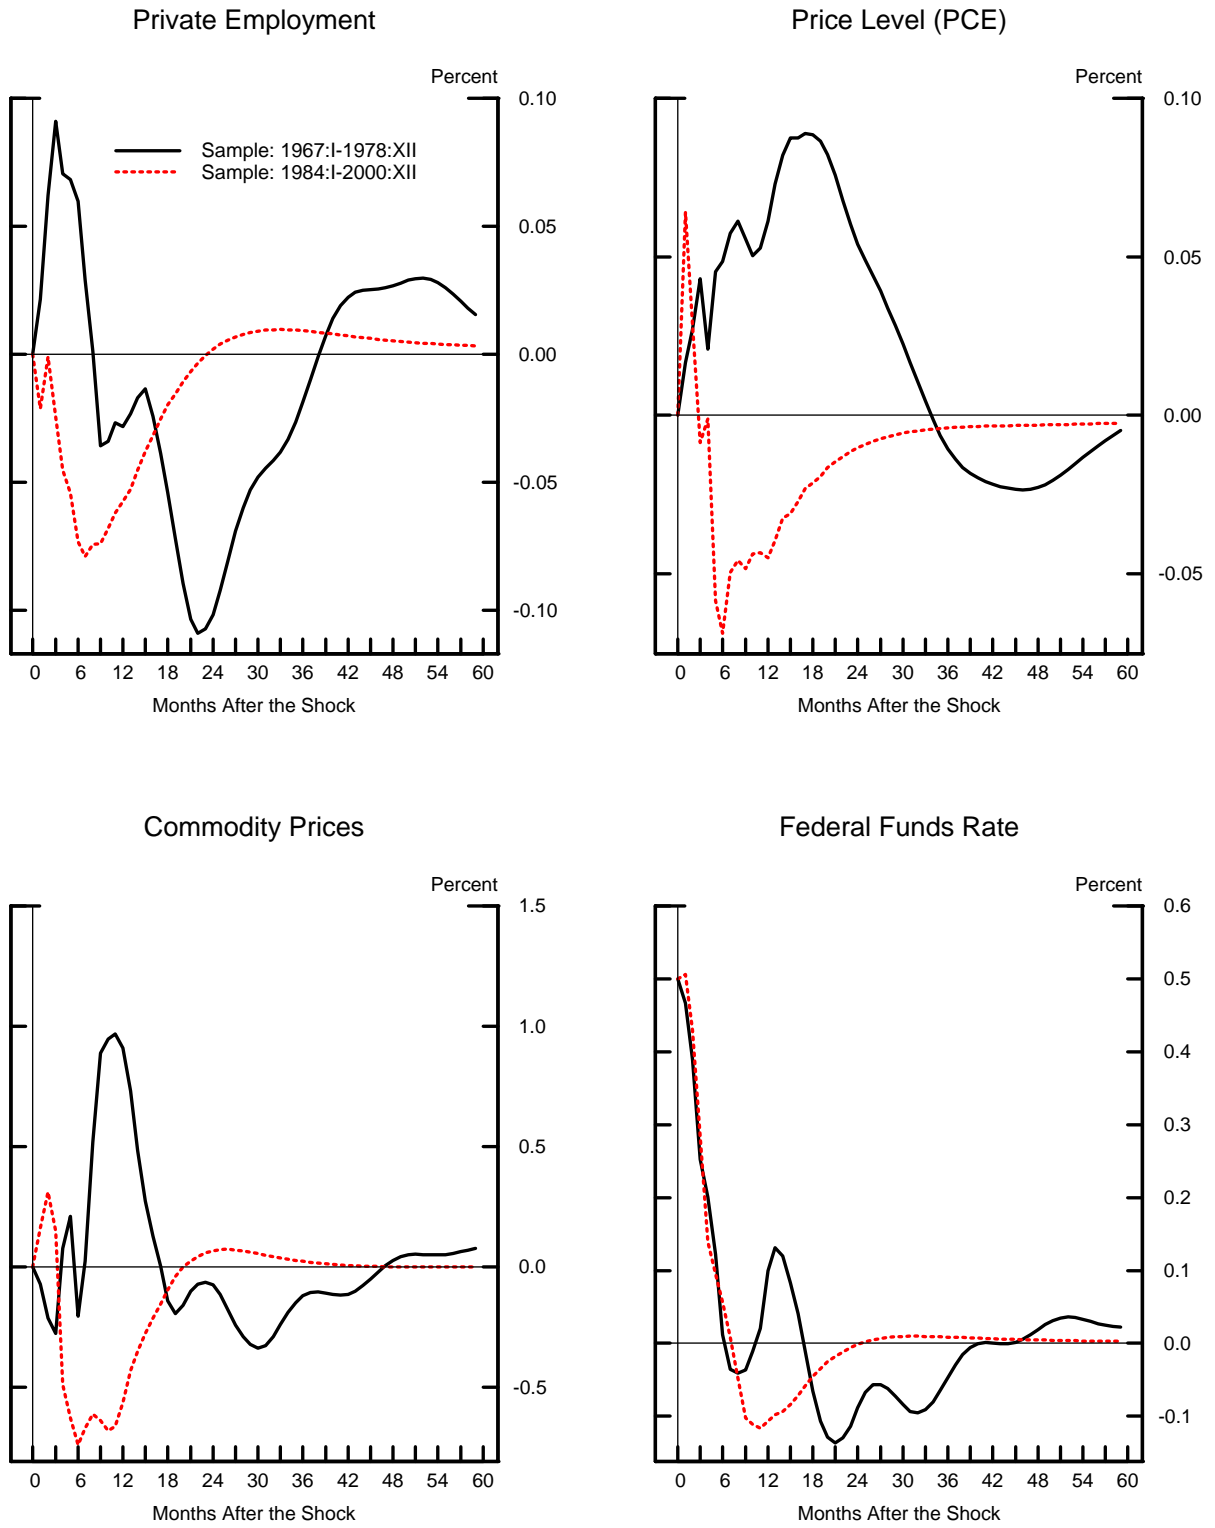 Private Employment
Percent
0.10
0.05
0.00
-0.05
-0.10
Sample: 1967:I-1978:XII
Sample: 1984:I-2000:XII
0 6 12 18 24 30 36 42 48 54 60
Months After the Shock
Price Level (PCE)
Percent
0.10
0.05
0.00
-0.05
0 6 12 18 24 30 36 42 48 54 60
Months After the Shock
Commodity Prices
Percent
1.5
1.0
0.5
0.0
-0.5
0 6 12 18 24 30 36 42 48 54 60
Months After the Shock
Federal Funds Rate
Percent
0.6
0.5
0.4
0.3
0.2
0.1
0.0
-0.1
0 6 12 18 24 30 36 42 48 54 60
Months After the Shock